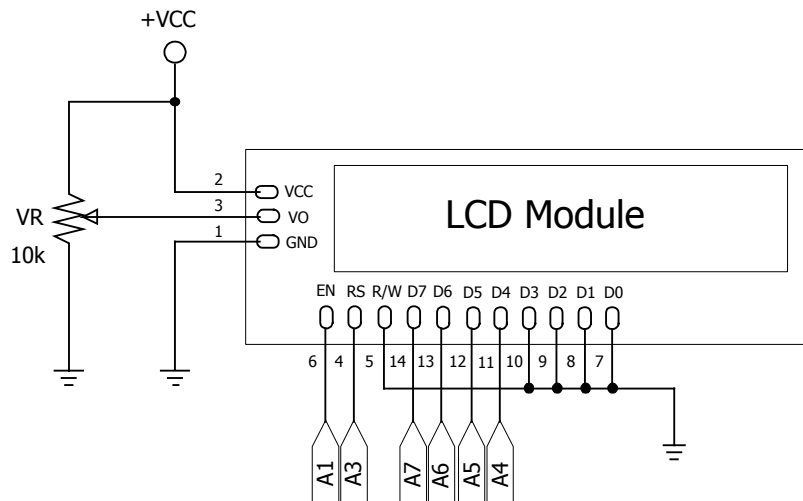 +VCC
VR
10k
2
VCC
3
VO
1
GND
LCD Module
EN RS R/W D7 D6 D5 D4 D3 D2 D1 D0
6 4 5 14 13 12 11 10 9 8 7
A1 A3 A7 A6 A5 A4